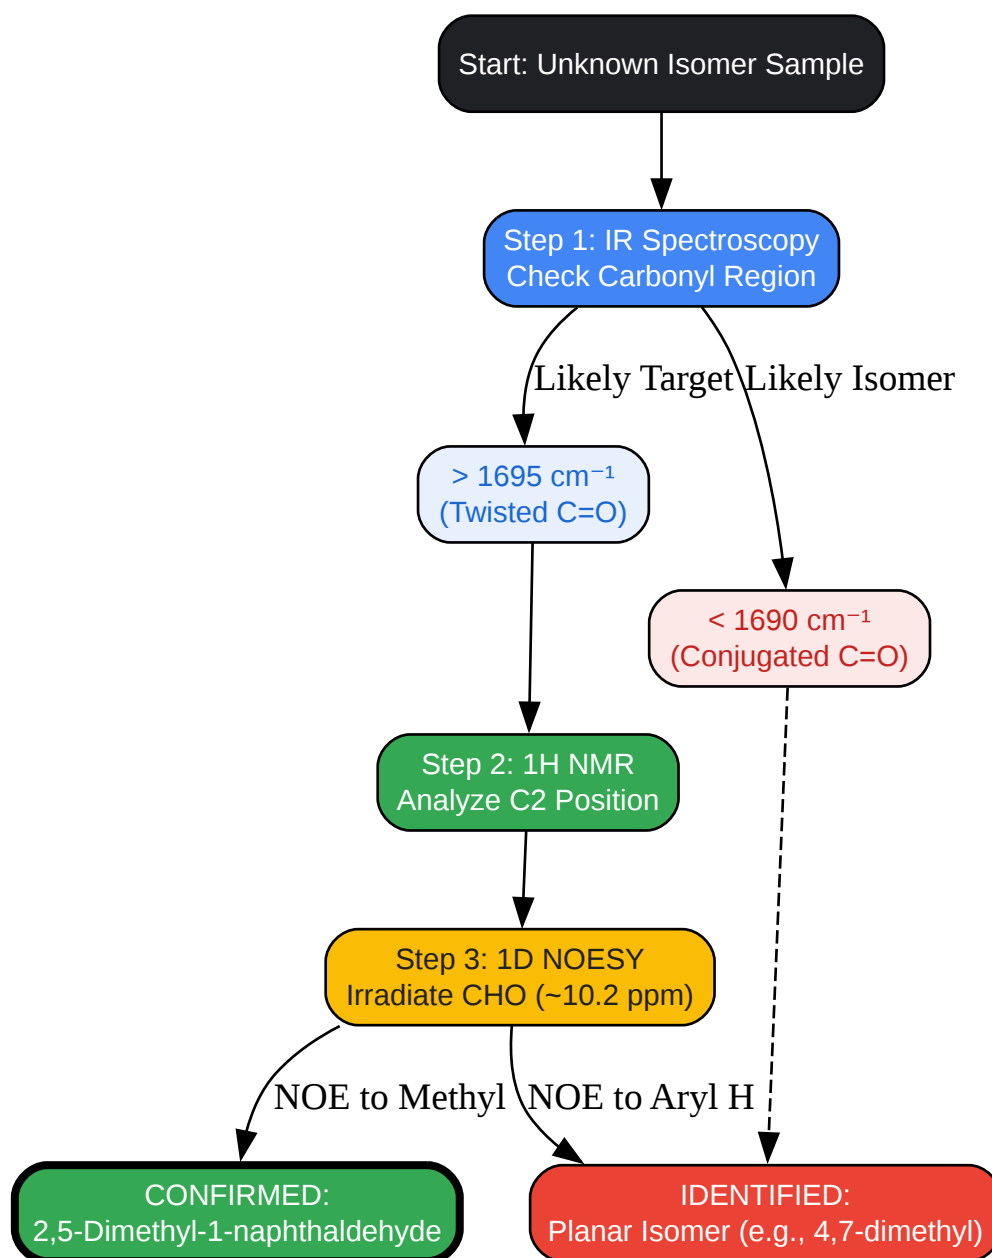 Start: Unknown Isomer Sample
Step 1: IR Spectroscopy
Check Carbonyl Region
Likely Target
Likely Isomer
> 1695 cm⁻¹
(Twisted C=O)
< 1690 cm⁻¹
(Conjugated C=O)
Step 2: 1H NMR
Analyze C2 Position
Step 3: 1D NOESY
Irradiate CHO (~10.2 ppm)
NOE to Methyl
NOE to Aryl H
CONFIRMED:
2,5-Dimethyl-1-naphthaldehyde
IDENTIFIED:
Planar Isomer (e.g., 4,7-dimethyl)